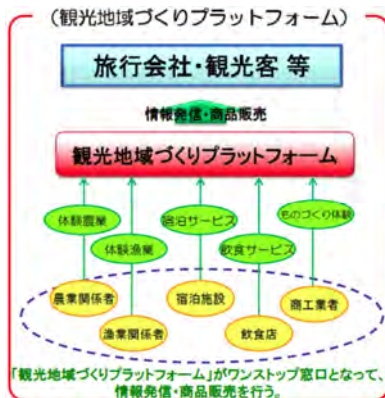 (観光地域づくりプラットフォーム)
旅行会社・観光客 等
情報発信・商品販売
観光地域づくりプラットフォーム
体験農業
宿泊サービス
ものづくり体験
体験漁業
飲食サービス
農業関係者
宿泊施設
商工業者
漁業関係者
飲食店
「観光地域づくりプラットフォーム」がワンストップ窓口となって、
情報発信・商品販売を行う。